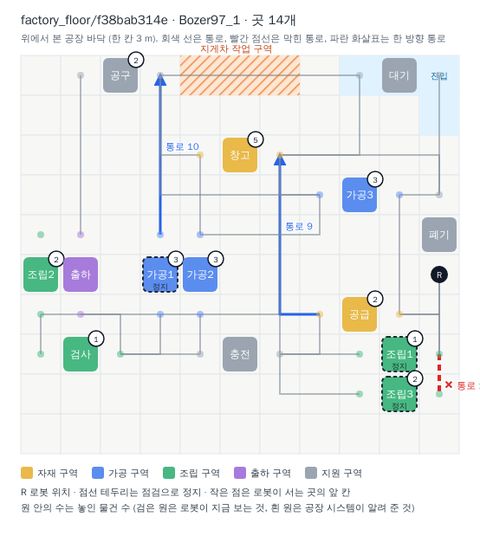 factory_floor/f38bab314e · Bozer97_1 · 곳 14개
위에서 본 공장 바닥 (한 칸 3 m). 회색 선은 통로, 빨간 점선은 막힌 통로, 파란 화살표는 한 방향 통로
지게차 작업 구역
2
공구
대기
진입
통로 10
5
창고
3
가공3
통로 9
폐기
2
조립2
출하
3
가공1
정지
3
가공2
R
2
공급
1
검사
충전
1
조립1
정지
2
조립3
정지
× 통로
자재 구역
가공 구역
조립 구역
출하 구역
지원 구역
R 로봇 위치 · 점선 테두리는 점검으로 정지 · 작은 점은 로봇이 서는 곳의 앞 칸
원 안의 수는 놓인 물건 수 (검은 원은 로봇이 지금 보는 것, 흰 원은 공장 시스템이 알려 준 것)